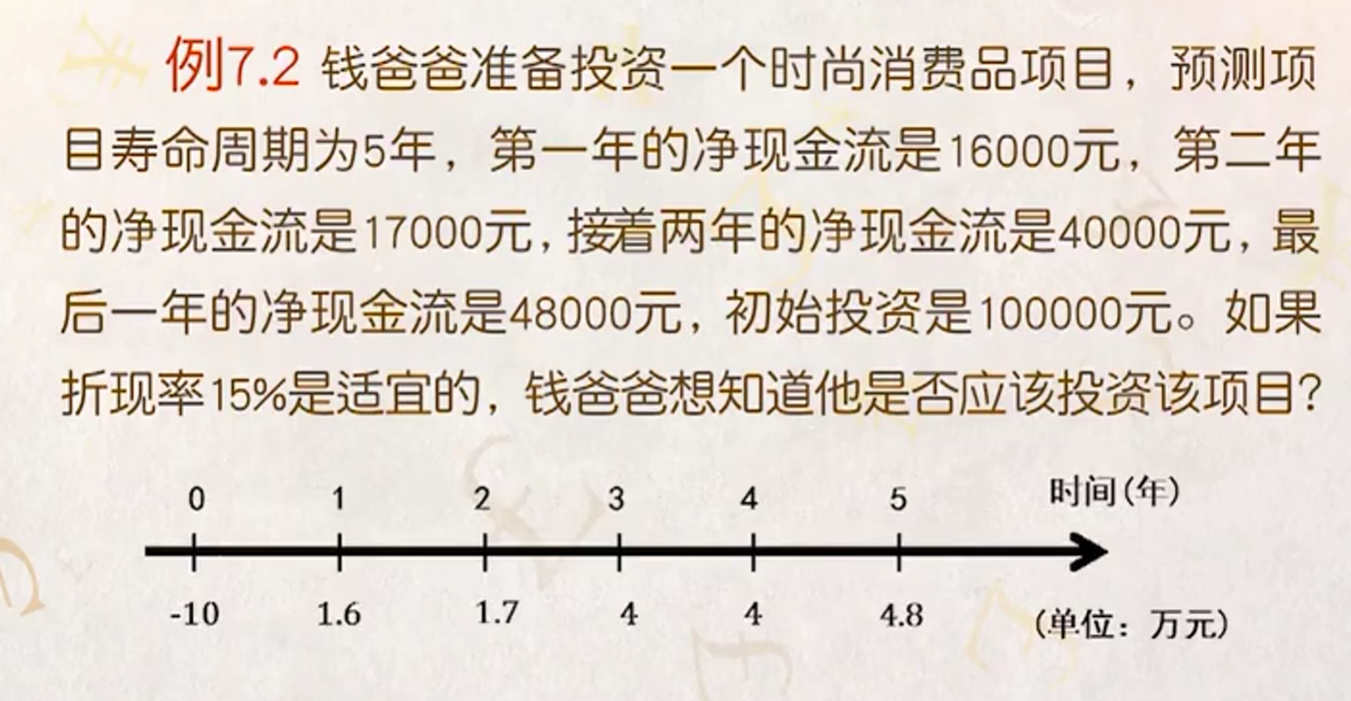 例7.2 钱爸爸准备投资一个时尚消费品项目，预测项
目寿命周期为5年，第一年的净现金流是16000元，第二年
的净现金流是17000元，接着两年的净现金流是40000元，最
后一年的净现金流是48000元，初始投资是100000元。如果
折现率15%是适宜的，钱爸爸想知道他是否应该投资该项目？
0 1 2 3 4 5 时间(年)
-10 1.6 1.7 4 4 4.8 (单位：万元)